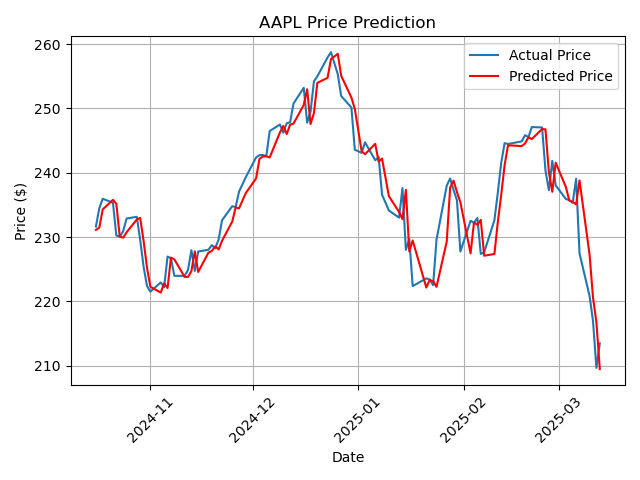 AAPL Price Prediction
Actual Price
Predicted Price
Price ($)
260
250
240
230
220
210
2024-11
2024-12
2025-01
2025-02
2025-03
Date